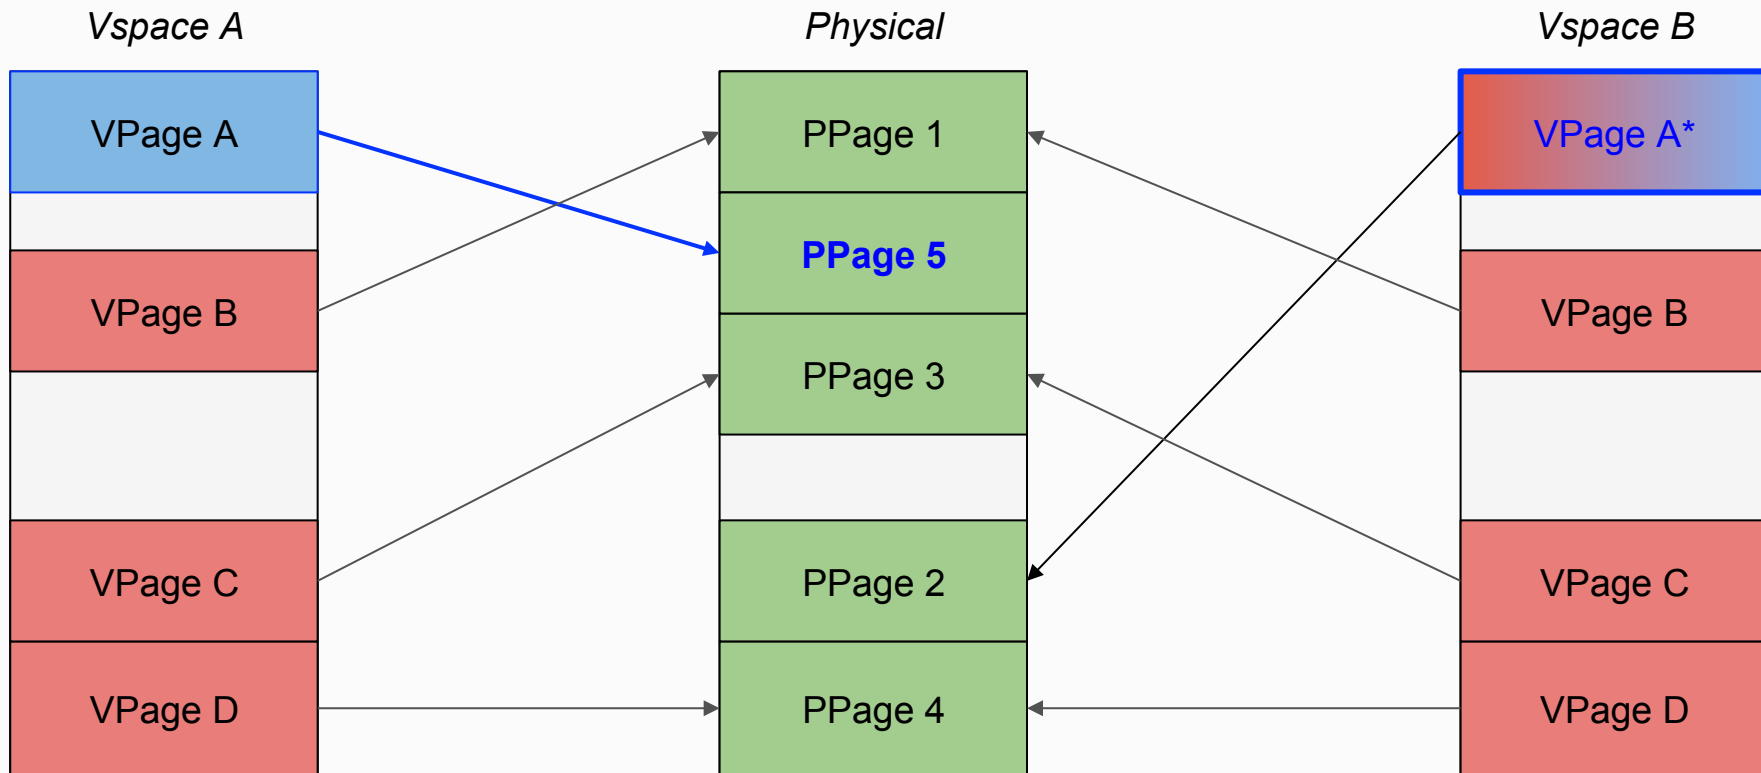 Vspace A
Physical
Vspace B
VPage A
PPage 1
VPage A*
PPage 5
VPage B
VPage B
PPage 3
VPage C
PPage 2
VPage C
VPage D
PPage 4
VPage D